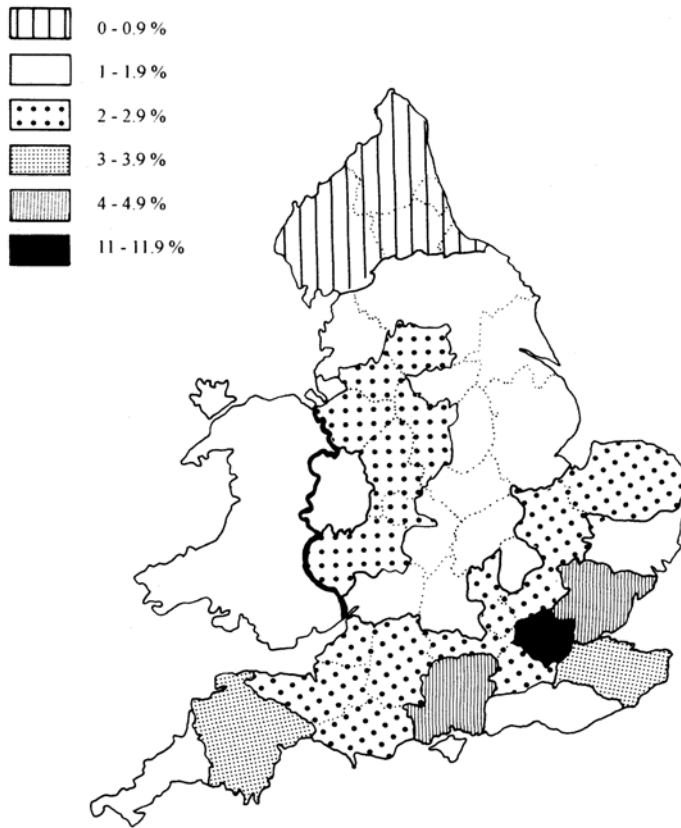 0 - 0.9 %
1 - 1.9 %
2 - 2.9 %
3 - 3.9 %
4 - 4.9 %
11 - 11.9 %